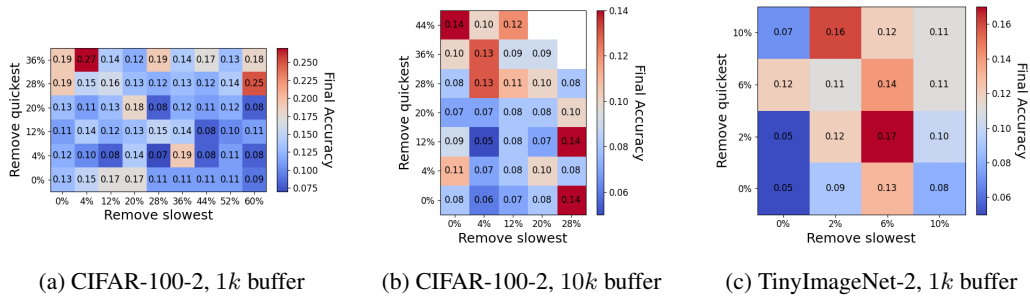 36% 0.19 0.27 0.14 0.12 0.19 0.14 0.17 0.13 0.18
28% 0.19 0.15 0.16 0.13 0.12 0.13 0.12 0.13 0.25
20% 0.13 0.11 0.13 0.18 0.08 0.12 0.11 0.12 0.08
12% 0.11 0.14 0.12 0.13 0.15 0.14 0.08 0.10 0.11
4% 0.12 0.10 0.08 0.14 0.07 0.19 0.08 0.11 0.08
0% 0.13 0.15 0.17 0.17 0.11 0.11 0.11 0.11 0.09
0% 4% 12% 20% 28% 36% 44% 52% 60%
Remove slowest
Remove quickest
0.250
0.225
0.200
0.175
0.150
0.125
0.100
0.075
Final Accuracy
(a) CIFAR-100-2, 1k buffer
44% 0.14 0.10 0.12
36% 0.10 0.13 0.09 0.09
28% 0.08 0.13 0.11 0.10 0.08
20% 0.07 0.07 0.08 0.08 0.10
12% 0.09 0.05 0.08 0.07 0.14
4% 0.11 0.07 0.08 0.10 0.08
0% 0.08 0.06 0.07 0.08 0.14
0% 4% 12% 20% 28%
Remove slowest
Remove quickest
0.14
0.12
0.10
0.08
0.06
Final Accuracy
(b) CIFAR-100-2, 10k buffer
10% 0.07 0.16 0.12 0.11
6% 0.12 0.11 0.14 0.11
2% 0.05 0.12 0.17 0.10
0% 0.05 0.09 0.13 0.08
0% 2% 6% 10%
Remove slowest
Remove quickest
0.16
0.14
0.12
0.10
0.08
0.06
Final Accuracy
(c) TinyImageNet-2, 1k buffer